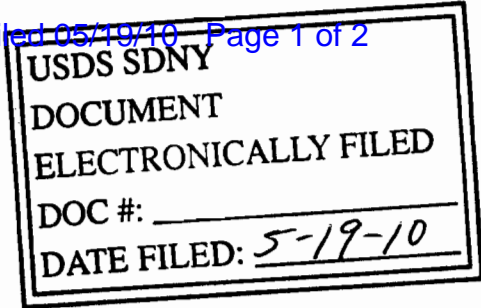 led 05/19/10 Page 1 of 2
USDS SDNY
DOCUMENT
ELECTRONICALLY FILED
DOC #:
DATE FILED: 5-19-10